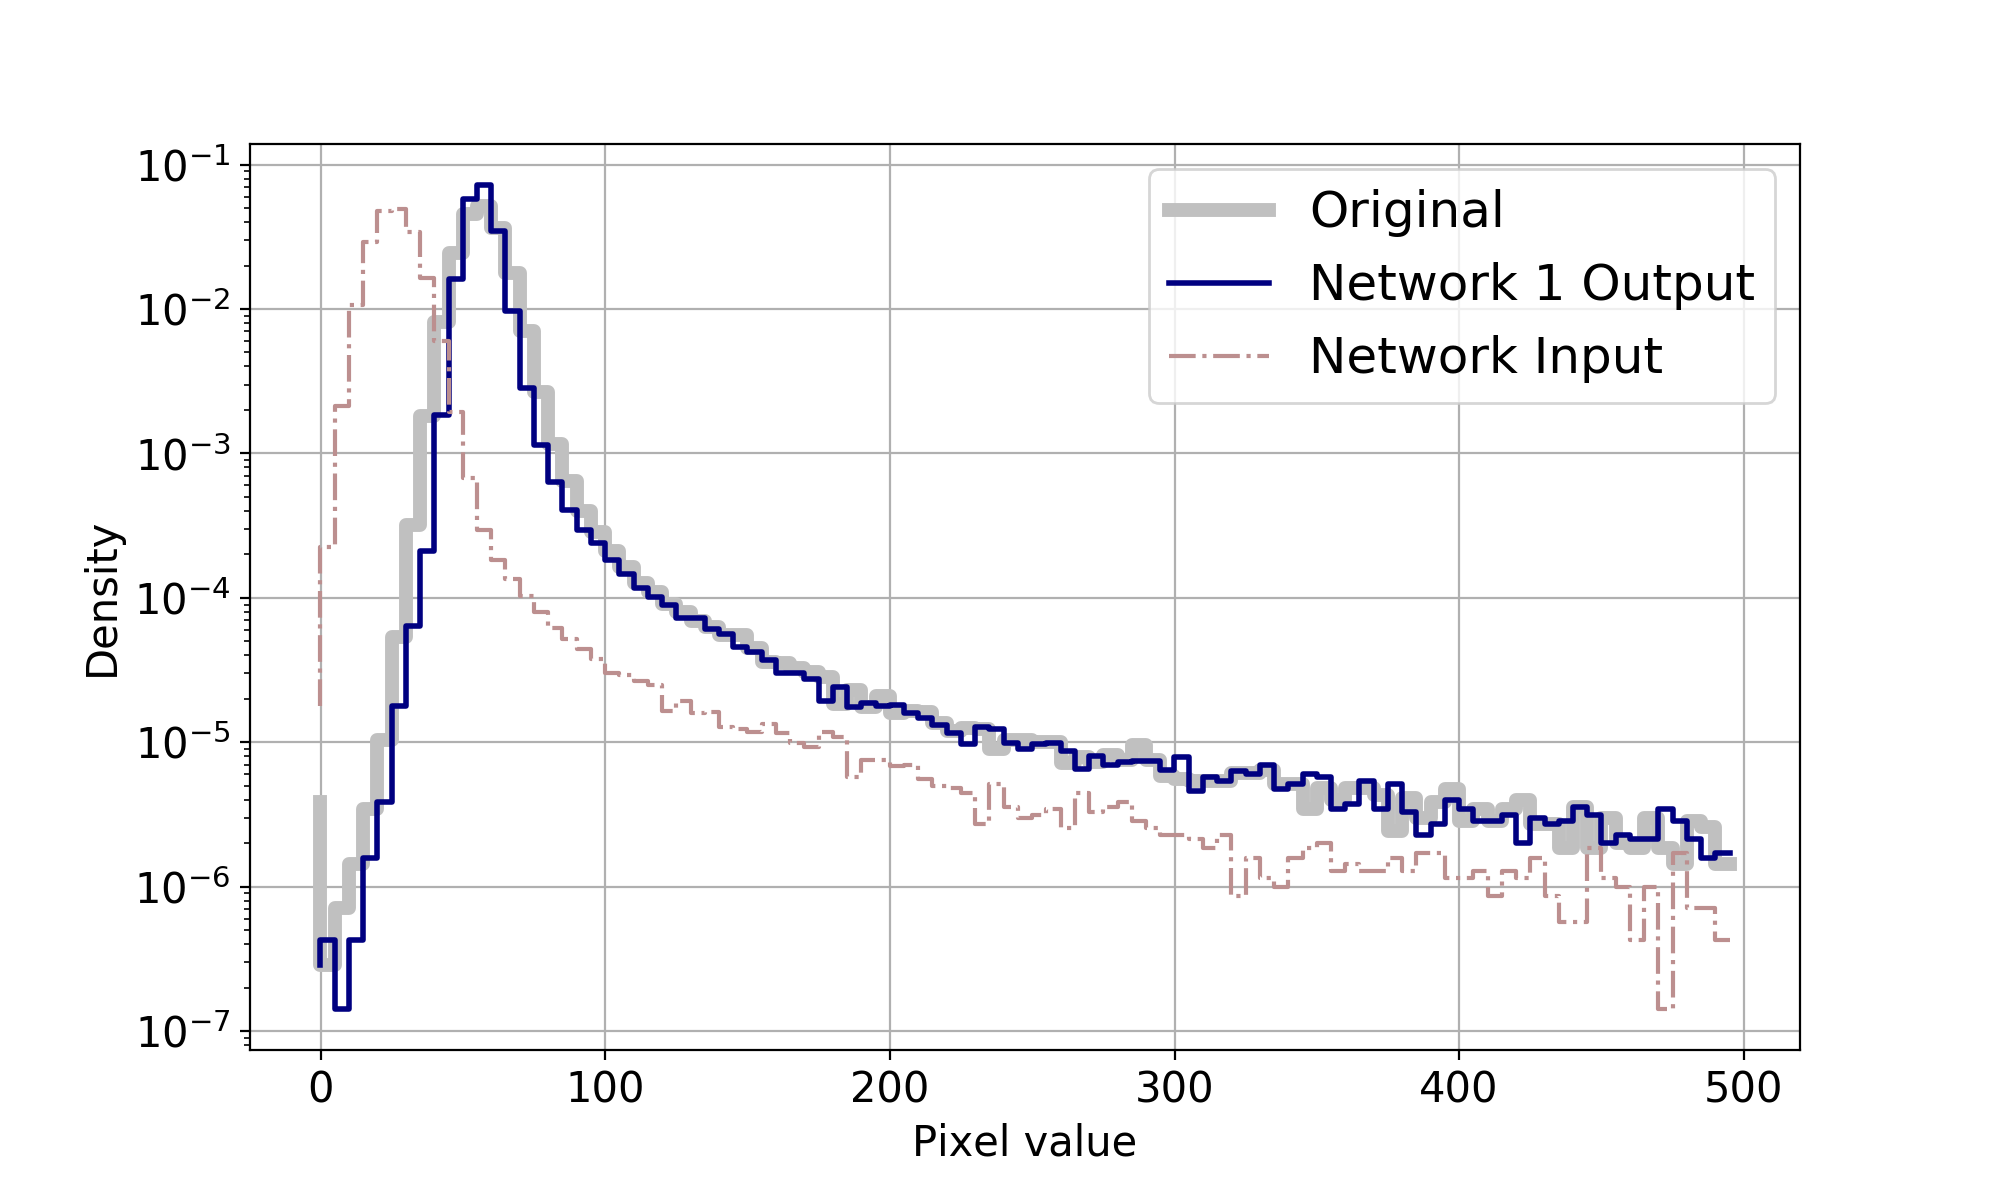 10⁻¹
10⁻²
10⁻³
10⁻⁴
10⁻⁵
10⁻⁶
10⁻⁷
Density
Original
Network 1 Output
Network Input
0 100 200 300 400 500
Pixel value